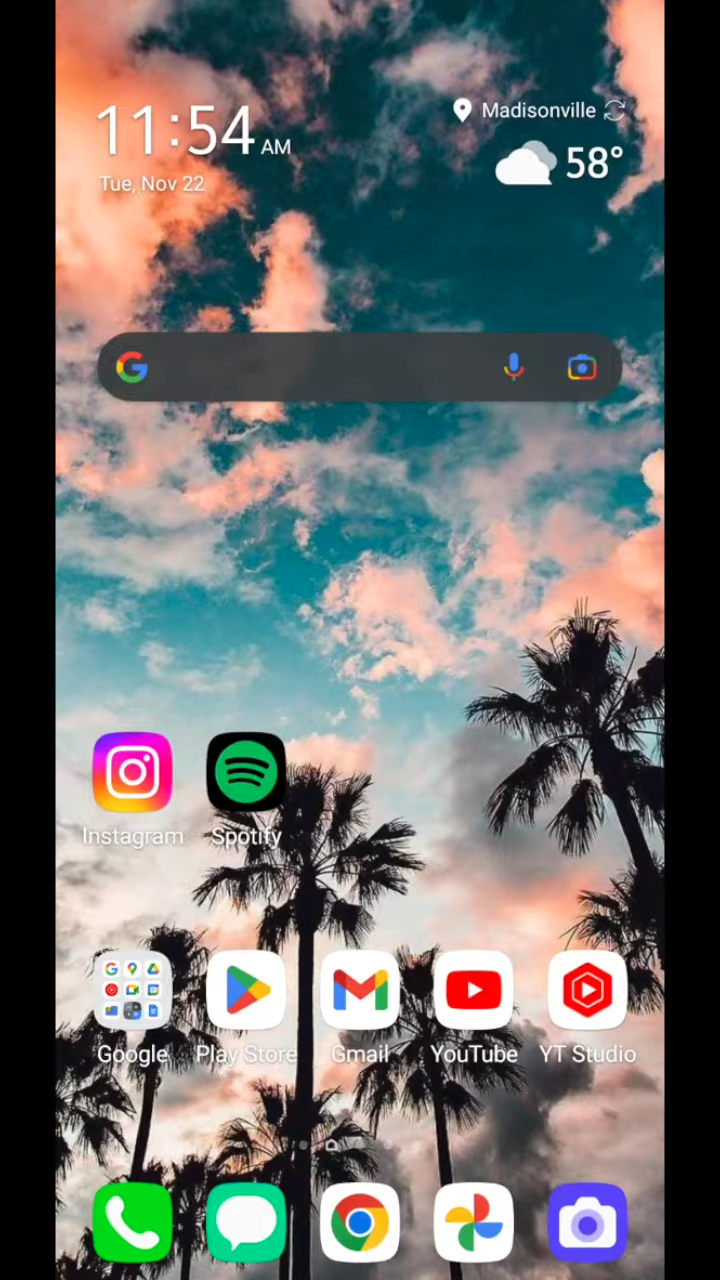 11:54 AM
Madisonville
58°
Tue, Nov 22
Instagram
Spotify
Google
Play Store
Gmail
YouTube
YT Studio